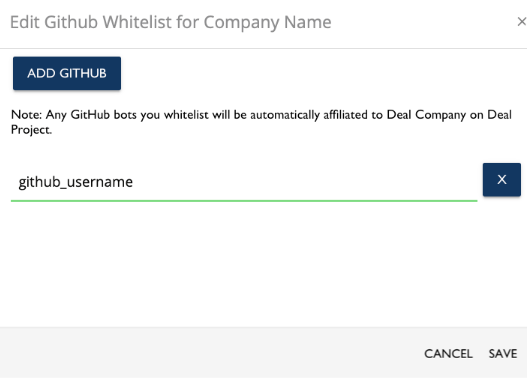 Edit Github Whitelist for Company Name
×
ADD GITHUB
Note: Any GitHub bots you whitelist will be automatically affiliated to Deal Company on Deal
Project.
github_username
X
CANCEL SAVE